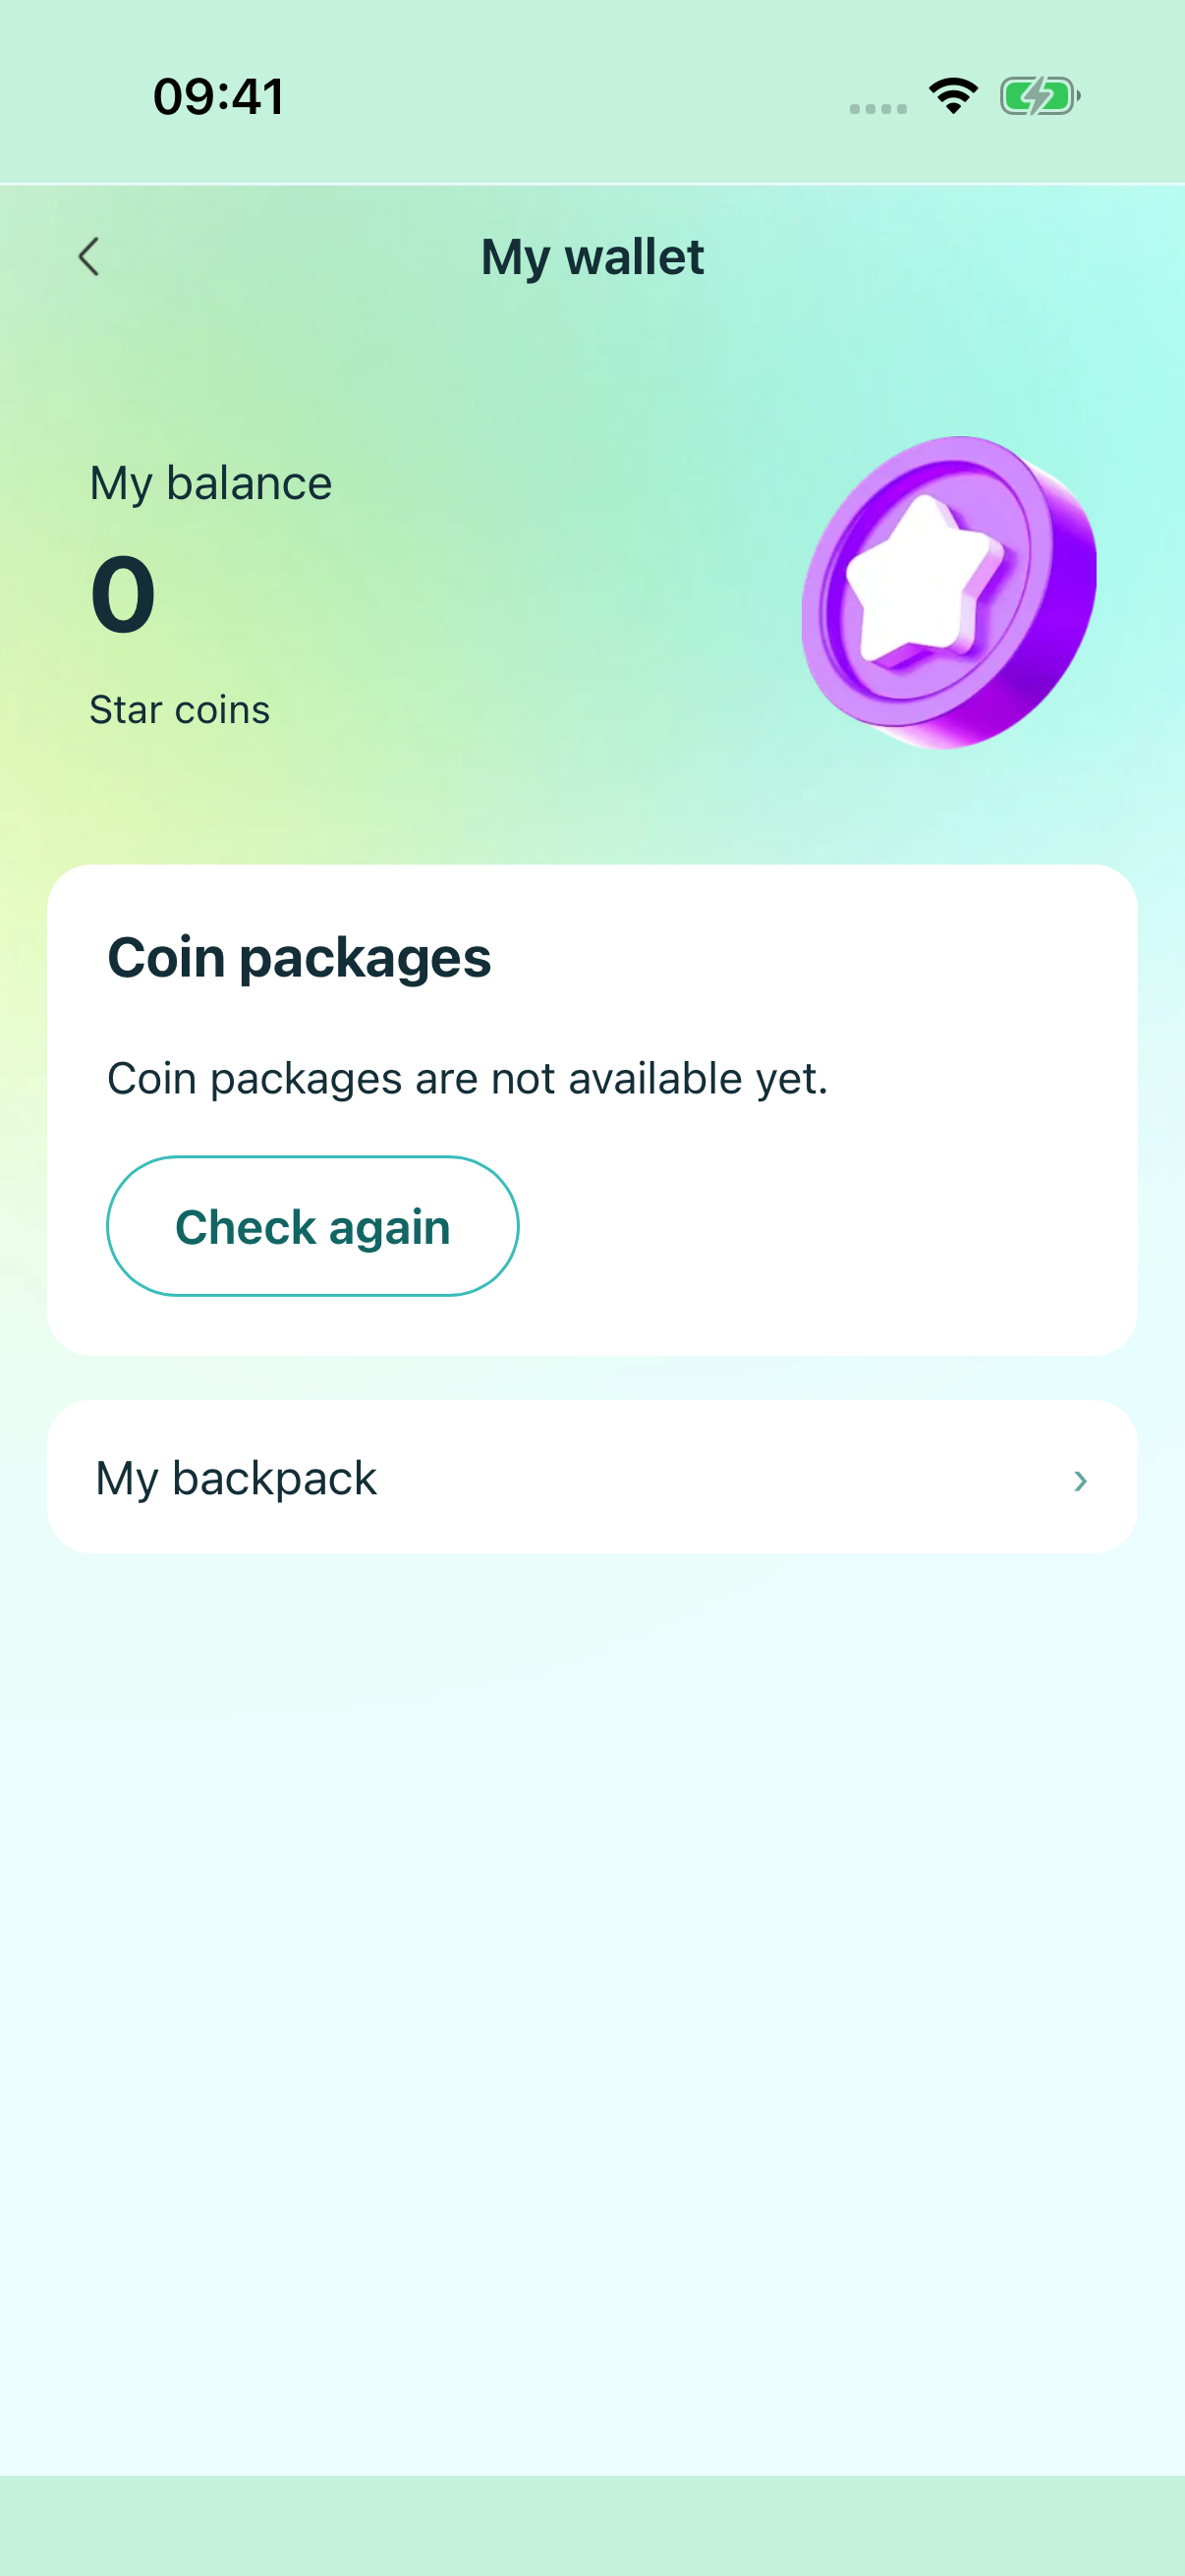 09:41
My wallet
My balance
0
Star coins
Coin packages
Coin packages are not available yet.
Check again
My backpack